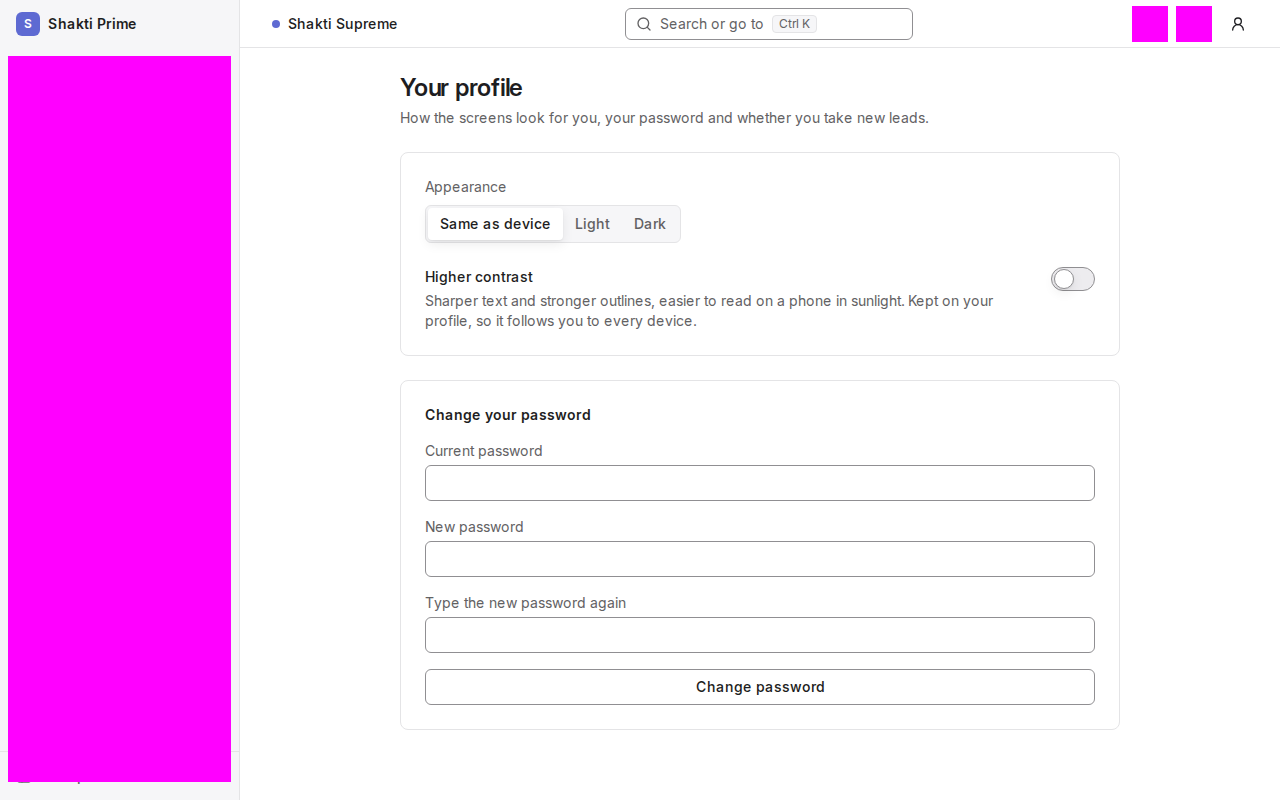 S Shakti Prime
Shakti Supreme
Search or go to Ctrl K
Your profile
How the screens look for you, your password and whether you take new leads.
Appearance
Same as device Light Dark
Higher contrast
Sharper text and stronger outlines, easier to read on a phone in sunlight. Kept on your
profile, so it follows you to every device.
Change your password
Current password
New password
Type the new password again
Change password